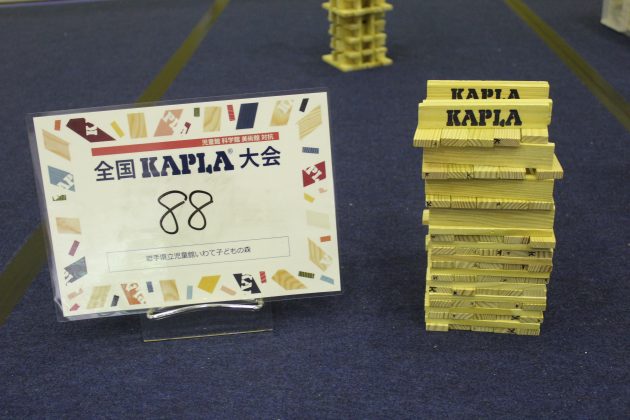 児童館 科学館 美術館 対抗
全国 KAPLA® 大会
88
岩手県立児童館いわて子どもの森
KAPLA
KAPLA